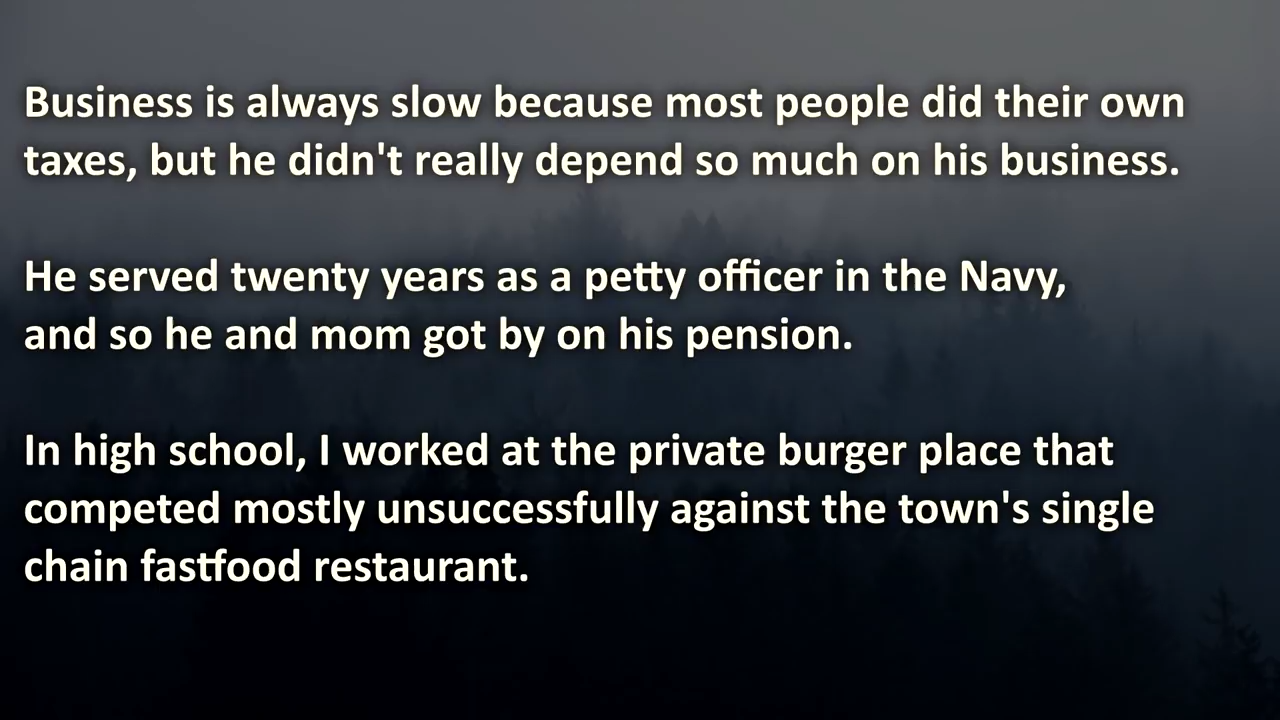 Business is always slow because most people did their own
taxes, but he didn't really depend so much on his business.
He served twenty years as a petty officer in the Navy,
and so he and mom got by on his pension.
In high school, I worked at the private burger place that
competed mostly unsuccessfully against the town's single
chain fastfood restaurant.